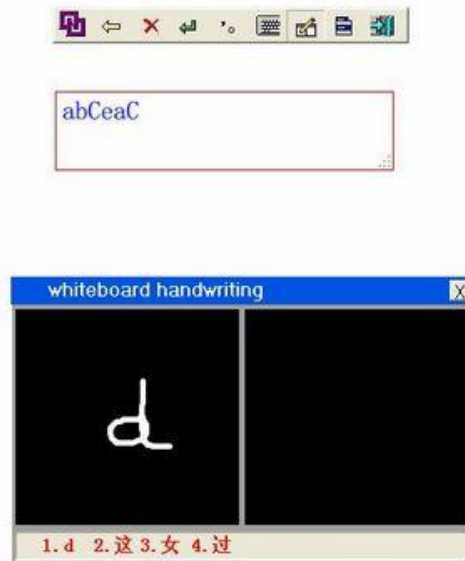 abCeaC
whiteboard handwriting
d
1.d 2.这 3.女 4.过